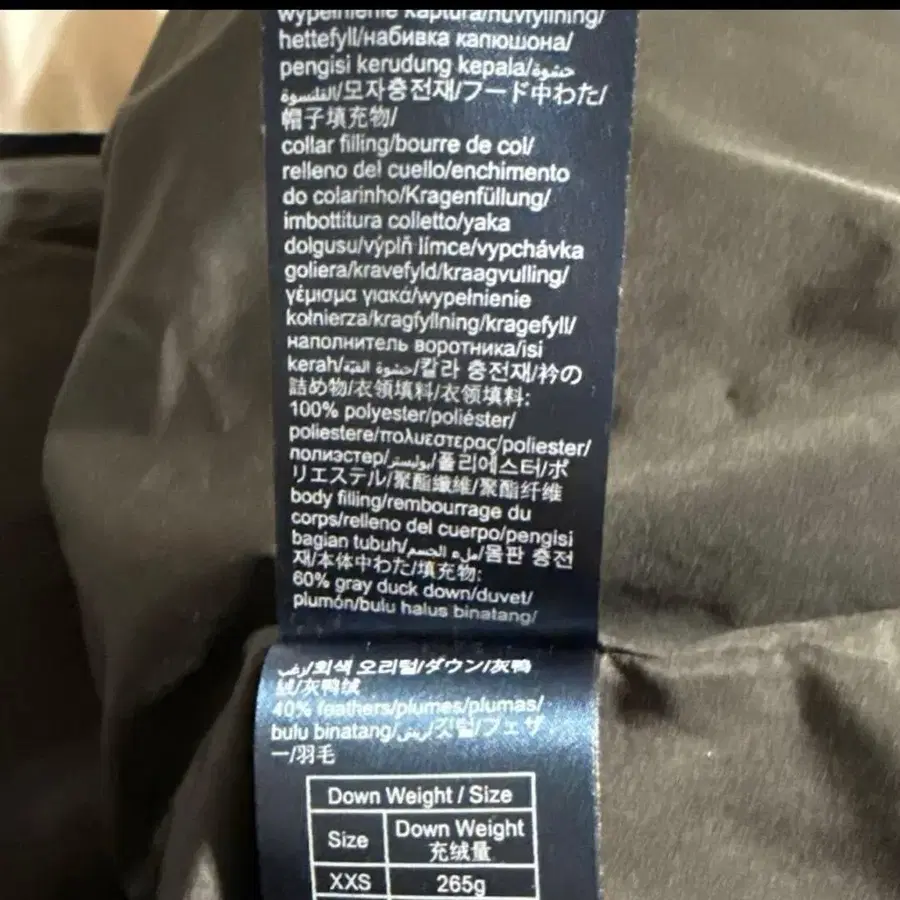 wypełnienie kaptura/huvfyllning/
hettefyll/набивка капюшона/
pengisi kerudung kepala/حشوة
القلنسوة/모자충전재/フード中わた/
帽子填充物/
collar filling/bourre de col/
relleno del cuello/enchimento
do colarinho/Kragenfüllung/
imbottitura colletto/yaka
dolgusu/výplň límce/vypchávka
goliera/kravefyld/kraagvulling/
γέμισμα γιακά/wypełnienie
kołnierza/kragfyllning/kragefyll/
наполнитель воротника/isi
kerah/حشوة القبّة/칼라 충전재/衿の
詰め物/衣领填料/衣领填料:
100% polyester/poliéster/
poliestere/πολυεστερας/poliester/
полиэстер/بوليستر/폴리에스터/ポ
リエステル/聚酯纖維/聚酯纤维
body filling/rembourrage du
corps/relleno del cuerpo/pengisi
bagian tubuh/ملء الجسم/몸판 충전
재/本体中わた/填充物:
60% gray duck down/duvet/
plumón/bulu halus binatang/
زغب/회색 오리털/ダウン/灰鴨
絨/灰鸭绒
40% feathers/plumes/plumas/
bulu binatang/ريش/깃털/フェザ
ー/羽毛
Down Weight / Size
Size Down Weight
充绒量
XXS 265g